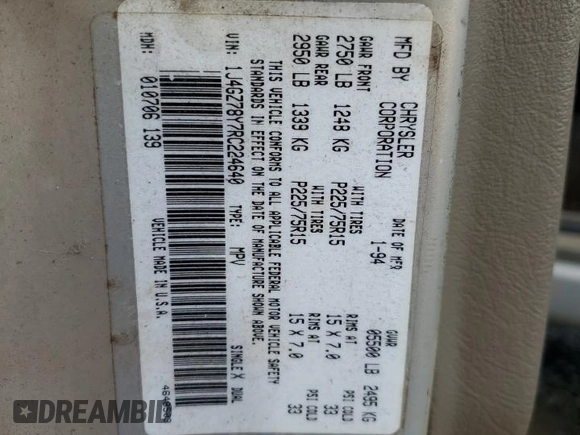 MFD BY CHRYSLER CORPORATION DATE OF MFR 1-94 GVWR 05500 LB 2495 KG
GAWR FRONT WITH TIRES RIMS AT PSI COLD
2750 LB 1248 KG P225/75R15 15 X 7.0 33
GAWR REAR WITH TIRES RIMS AT PSI COLD
2950 LB 1339 KG P225/75R15 15 X 7.0 33
THIS VEHICLE CONFORMS TO ALL APPLICABLE FEDERAL MOTOR VEHICLE SAFETY
STANDARDS IN EFFECT ON THE DATE OF MANUFACTURE SHOWN ABOVE.
VIN: 1J4GZ78Y7RC224640 TYPE: MPV SINGLE X DUAL
MDH: 010706 139 VEHICLE MADE IN U.S.A.
DREAMBID